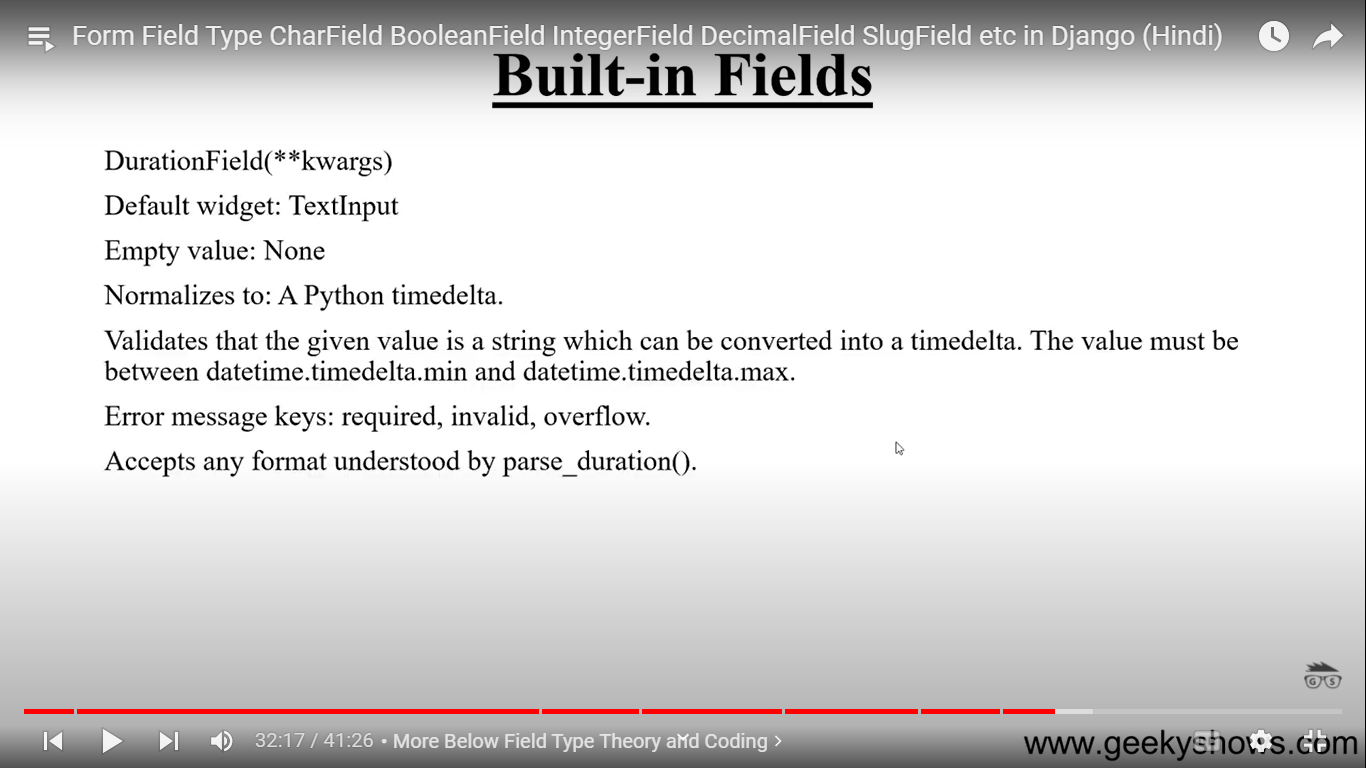 Form Field Type CharField BooleanField IntegerField DecimalField SlugField etc in Django (Hindi)
Built-in Fields
DurationField(**kwargs)
Default widget: TextInput
Empty value: None
Normalizes to: A Python timedelta.
Validates that the given value is a string which can be converted into a timedelta. The value must be
between datetime.timedelta.min and datetime.timedelta.max.
Error message keys: required, invalid, overflow.
Accepts any format understood by parse_duration().
G S
32:17 / 41:26 • More Below Field Type Theory and Coding >
www.geekyshows.com